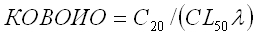 КОВОИО = C₂₀ /(CL₅₀ λ)